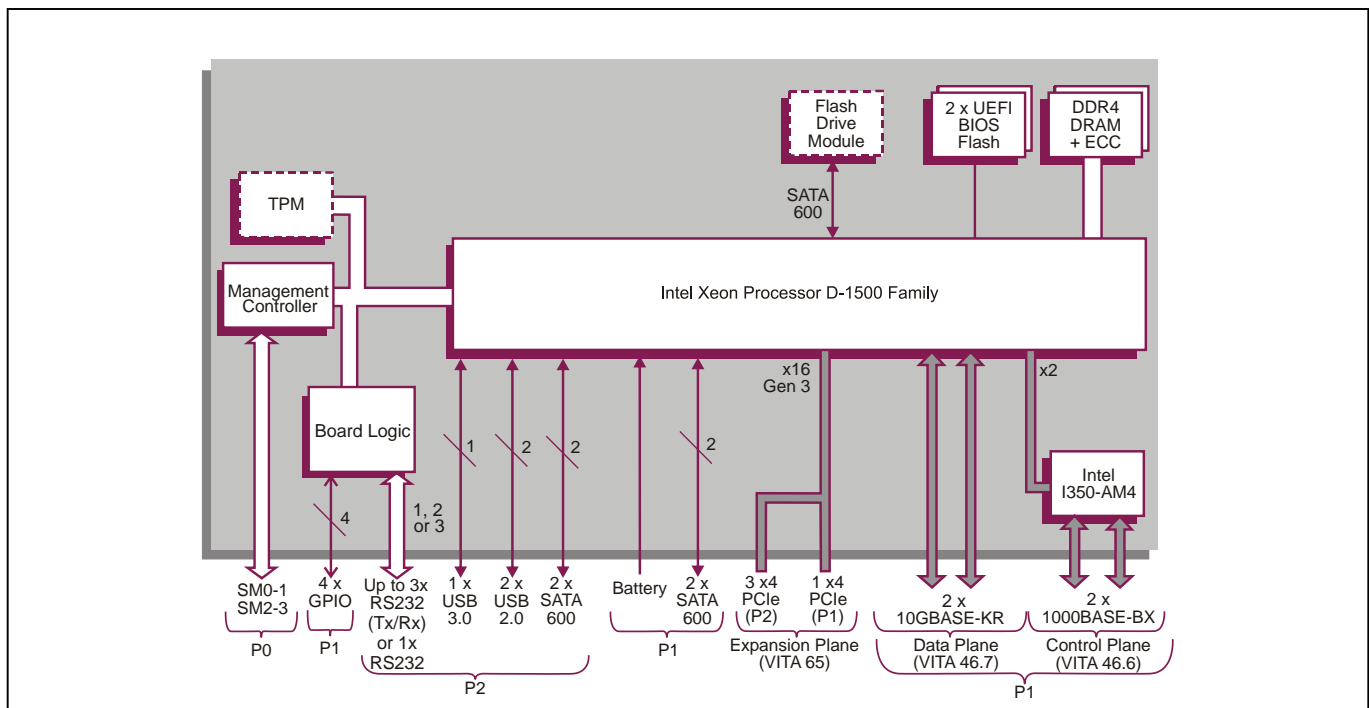 Flash
Drive
Module
2 x UEFI
BIOS
Flash
DDR4
DRAM
+ ECC
SATA
600
TPM
Management
Controller
Intel Xeon Processor D-1500 Family
x16
Gen 3
x2
Board Logic
Intel
I350-AM4
1
2
2
2
4
1, 2
or 3
SM0-1
SM2-3
P0
4 x
GPIO
P1
Up to 3x
RS232
(Tx/Rx)
or 1x
RS232
1 x
USB
3.0
2 x
USB
2.0
2 x
SATA
600
P2
Battery
2 x
SATA
600
P1
3 x4
PCIe
(P2)
1 x4
PCIe
(P1)
Expansion Plane
(VITA 65)
2 x
10GBASE-KR
Data Plane
(VITA 46.7)
2 x
1000BASE-BX
Control Plane
(VITA 46.6)
P1